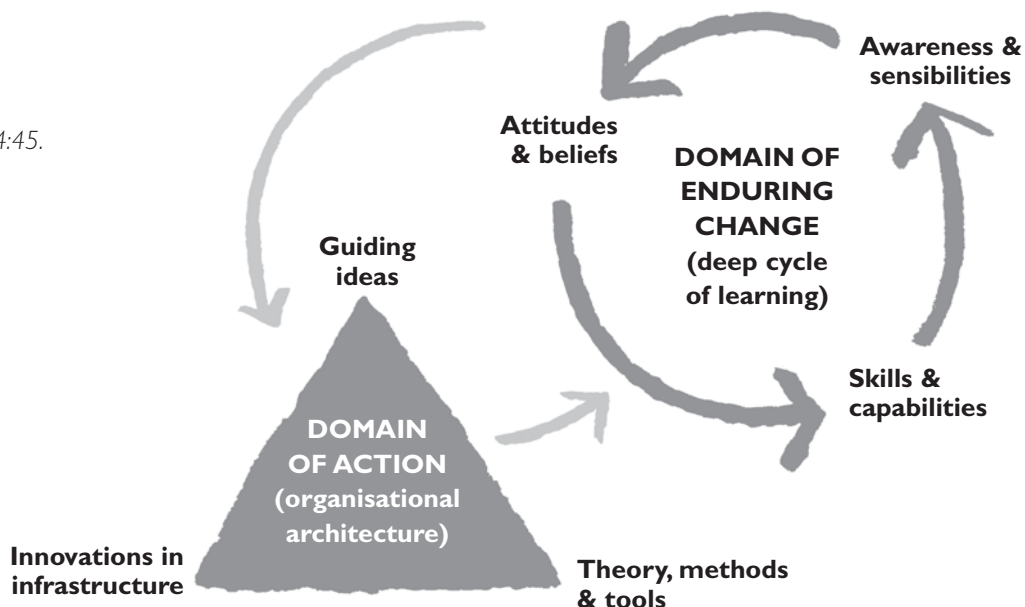 4:45.
Awareness &
sensibilities
Attitudes
& beliefs
DOMAIN OF
ENDURING
CHANGE
(deep cycle
of learning)
Guiding
ideas
Skills &
capabilities
DOMAIN
OF ACTION
(organisational
architecture)
Innovations in
infrastructure
Theory, methods
& tools